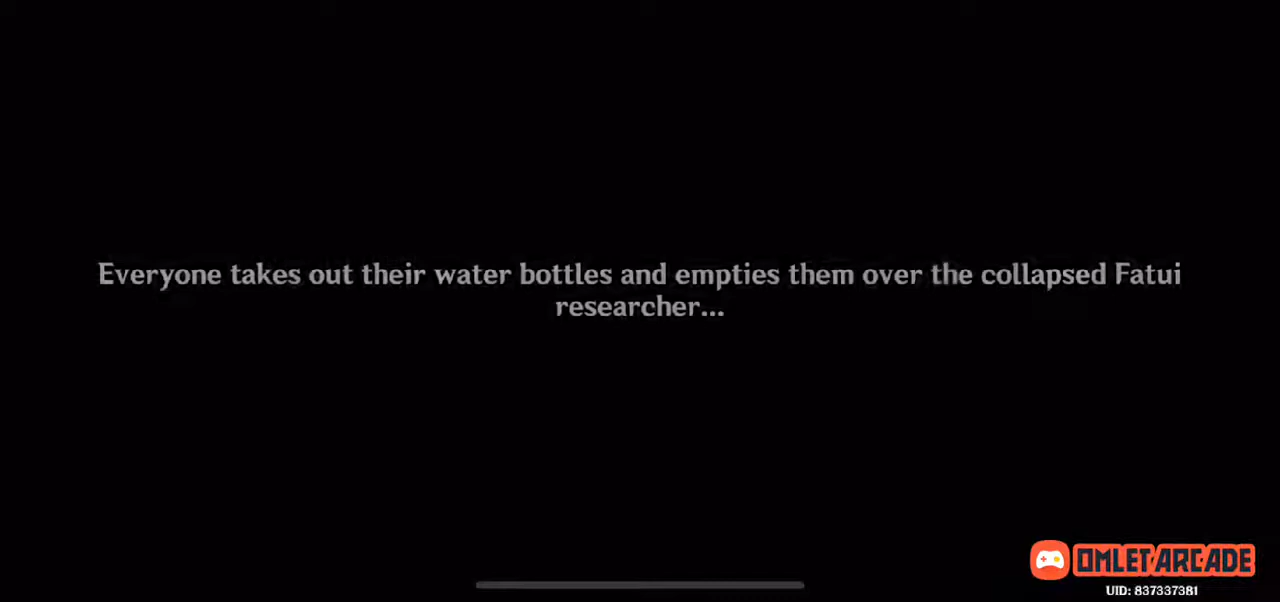 Everyone takes out their water bottles and empties them over the collapsed Fatui
researcher...
OMLET ARCADE
UID: 837337381